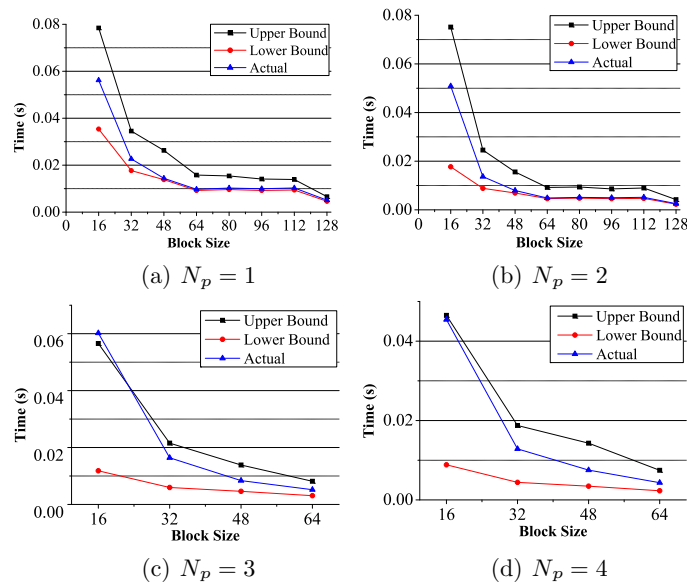 0.08
0.06
0.04
0.02
0.00
Time (s)
Upper Bound
Lower Bound
Actual
0 16 32 48 64 80 96 112 128
Block Size
(a) N_p = 1
0.08
0.06
0.04
0.02
0.00
Time (s)
Upper Bound
Lower Bound
Actual
0 16 32 48 64 80 96 112 128
Block Size
(b) N_p = 2
0.06
0.04
0.02
0.00
Time (s)
Upper Bound
Lower Bound
Actual
16 32 48 64
Block Size
(c) N_p = 3
0.04
0.02
0.00
Time (s)
Upper Bound
Lower Bound
Actual
16 32 48 64
Block Size
(d) N_p = 4